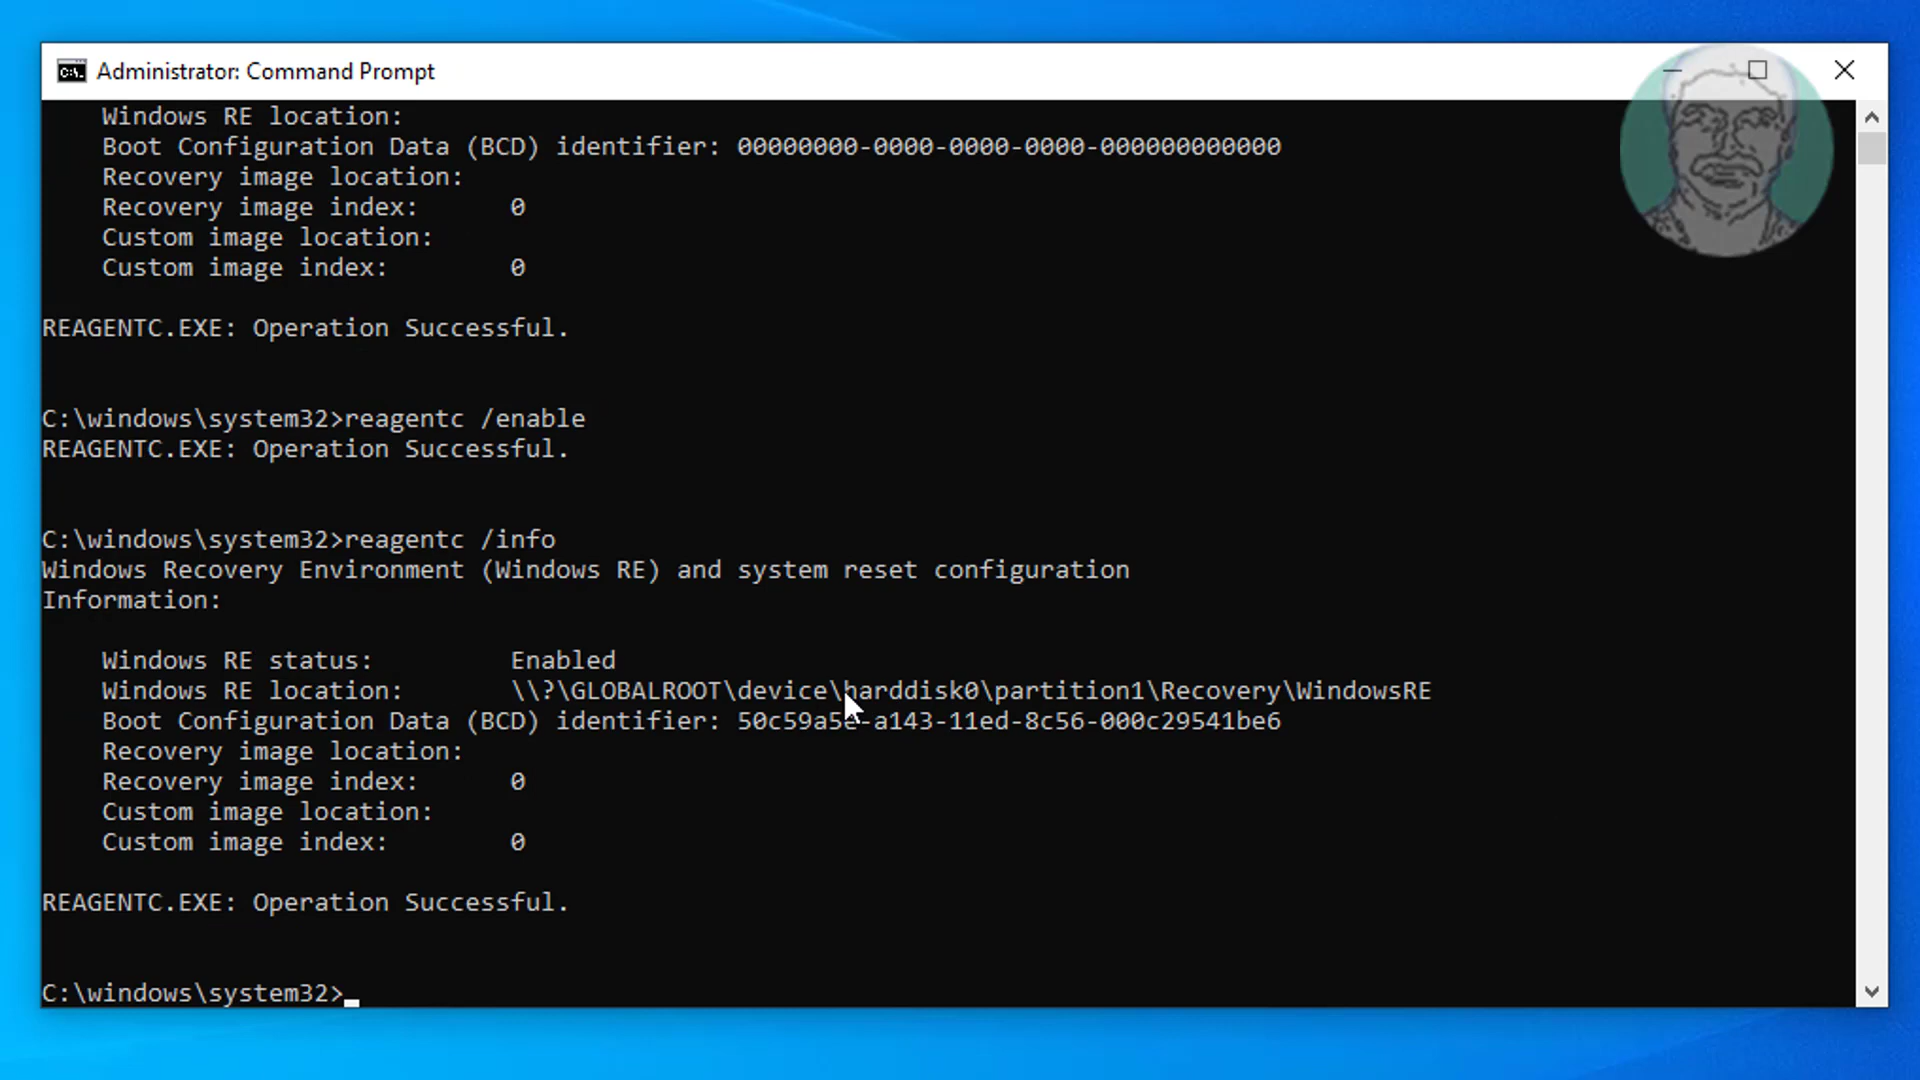 Administrator: Command Prompt
Windows RE location:
Boot Configuration Data (BCD) identifier: 00000000-0000-0000-0000-000000000000
Recovery image location:
Recovery image index: 0
Custom image location:
Custom image index: 0
REAGENTC.EXE: Operation Successful.
C:\windows\system32>reagentc /enable
REAGENTC.EXE: Operation Successful.
C:\windows\system32>reagentc /info
Windows Recovery Environment (Windows RE) and system reset configuration
Information:
Windows RE status: Enabled
Windows RE location: \\?\GLOBALROOT\device\harddisk0\partition1\Recovery\WindowsRE
Boot Configuration Data (BCD) identifier: 50c59a5e-a143-11ed-8c56-000c29541be6
Recovery image location:
Recovery image index: 0
Custom image location:
Custom image index: 0
REAGENTC.EXE: Operation Successful.
C:\windows\system32>